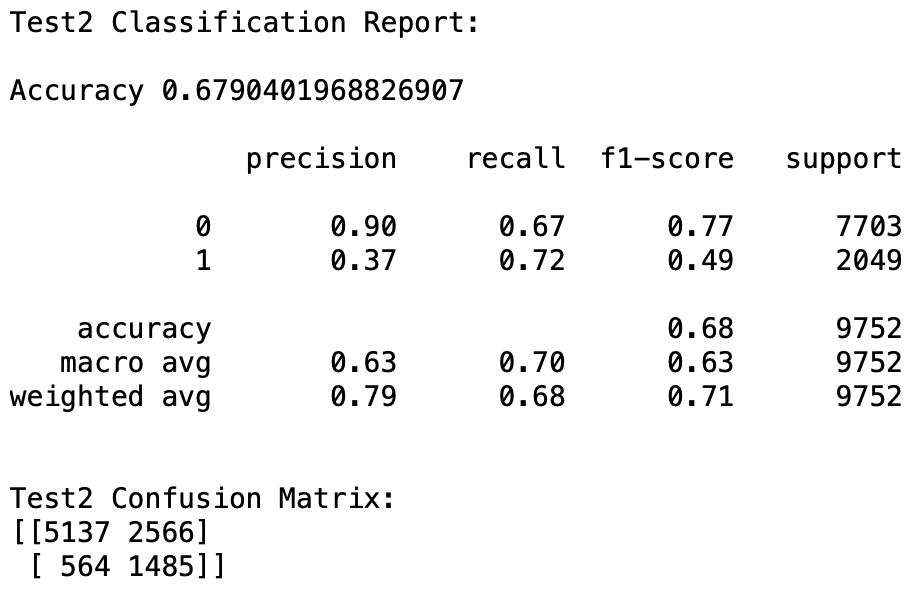 Test2 Classification Report:
Accuracy 0.6790401968826907
precision recall f1-score support
0 0.90 0.67 0.77 7703
1 0.37 0.72 0.49 2049
accuracy 0.68 9752
macro avg 0.63 0.70 0.63 9752
weighted avg 0.79 0.68 0.71 9752
Test2 Confusion Matrix:
[[5137 2566]
[ 564 1485]]